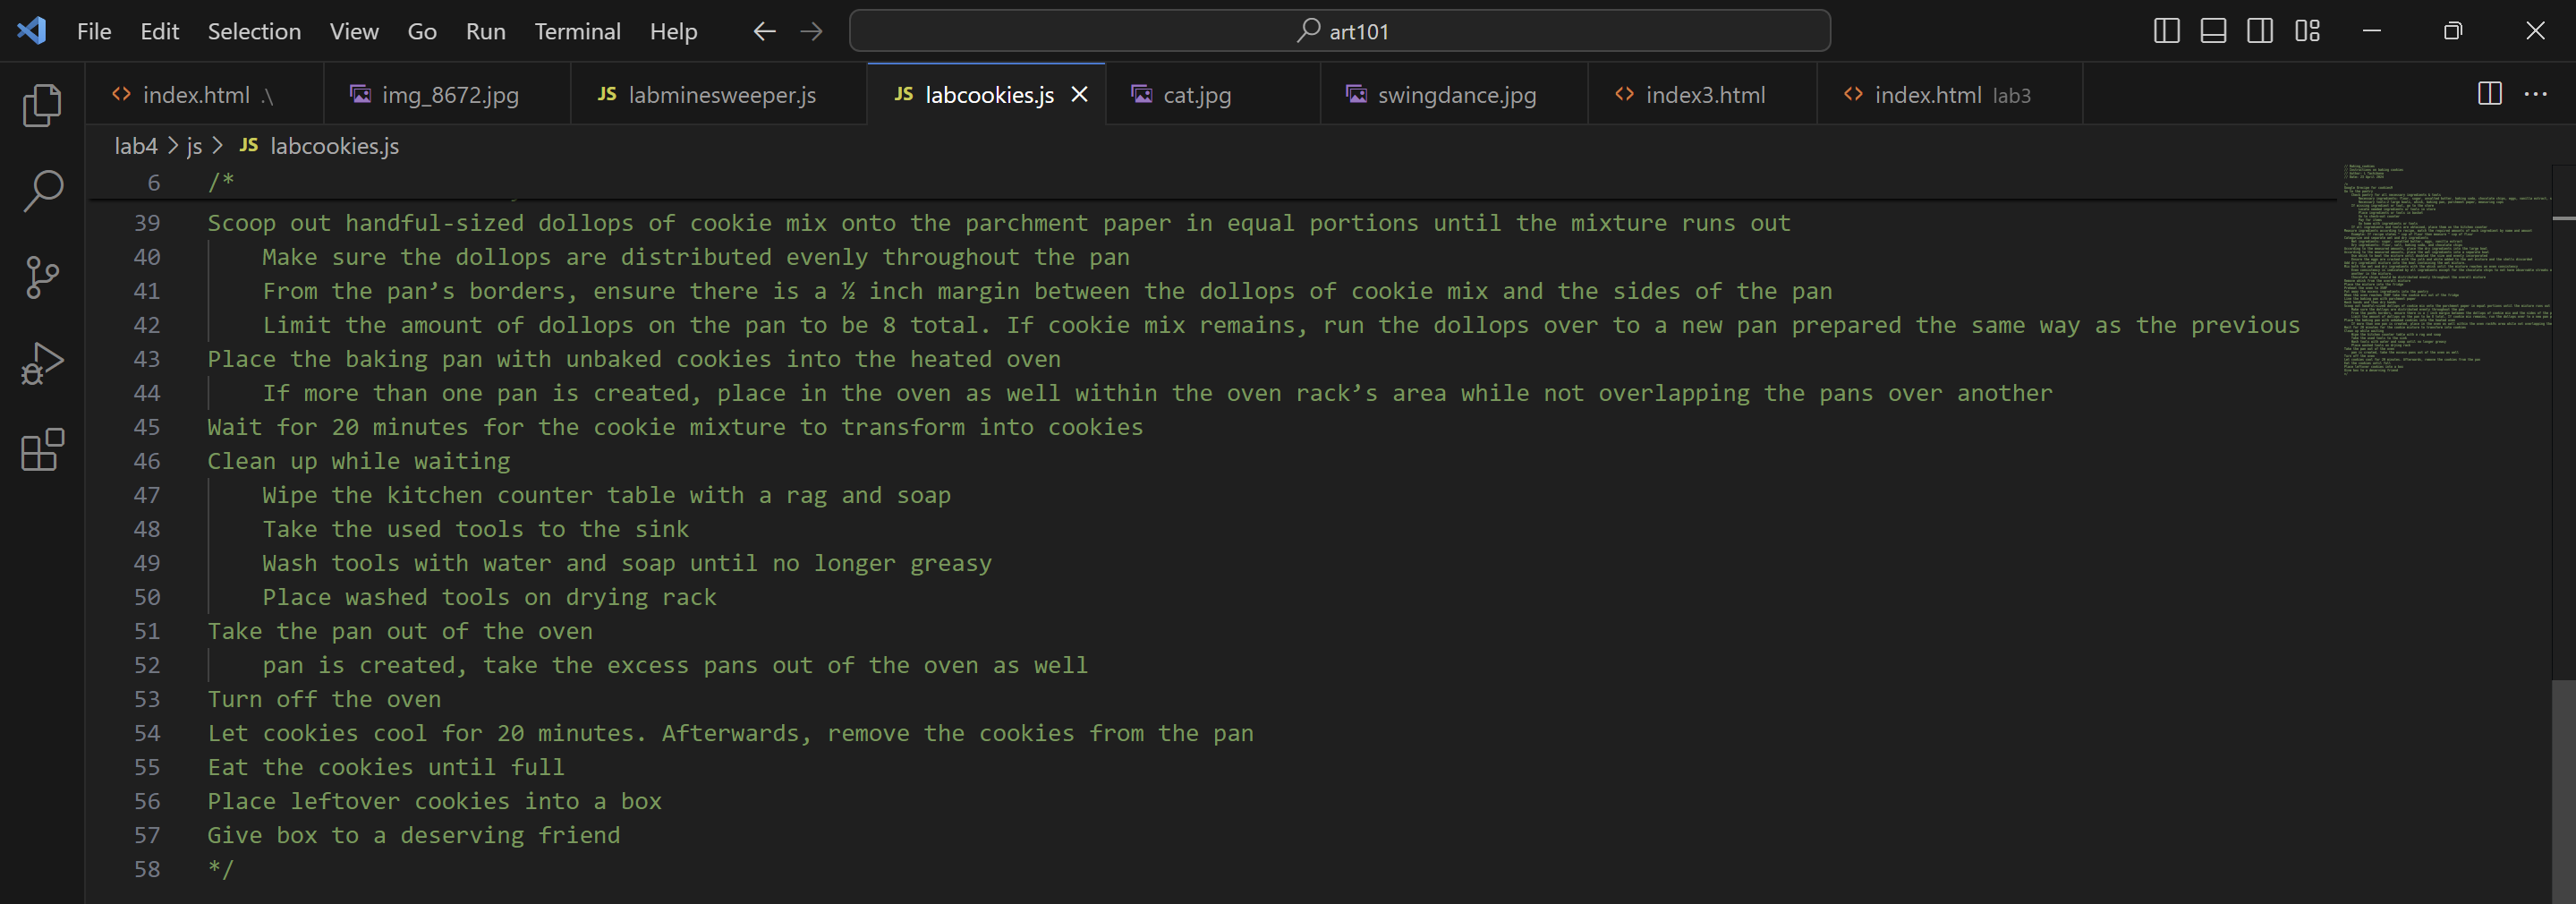 File Edit Selection View Go Run Terminal Help art101
index.html .\ img_8672.jpg JS labminesweeper.js JS labcookies.js cat.jpg swingdance.jpg index3.html index.html lab3
lab4 > js > JS labcookies.js
6 /*
39 Scoop out handful-sized dollops of cookie mix onto the parchment paper in equal portions until the mixture runs out
40 Make sure the dollops are distributed evenly throughout the pan
41 From the pan’s borders, ensure there is a ½ inch margin between the dollops of cookie mix and the sides of the pan
42 Limit the amount of dollops on the pan to be 8 total. If cookie mix remains, run the dollops over to a new pan prepared the same way as the previous
43 Place the baking pan with unbaked cookies into the heated oven
44 If more than one pan is created, place in the oven as well within the oven rack’s area while not overlapping the pans over another
45 Wait for 20 minutes for the cookie mixture to transform into cookies
46 Clean up while waiting
47 Wipe the kitchen counter table with a rag and soap
48 Take the used tools to the sink
49 Wash tools with water and soap until no longer greasy
50 Place washed tools on drying rack
51 Take the pan out of the oven
52 pan is created, take the excess pans out of the oven as well
53 Turn off the oven
54 Let cookies cool for 20 minutes. Afterwards, remove the cookies from the pan
55 Eat the cookies until full
56 Place leftover cookies into a box
57 Give box to a deserving friend
58 */